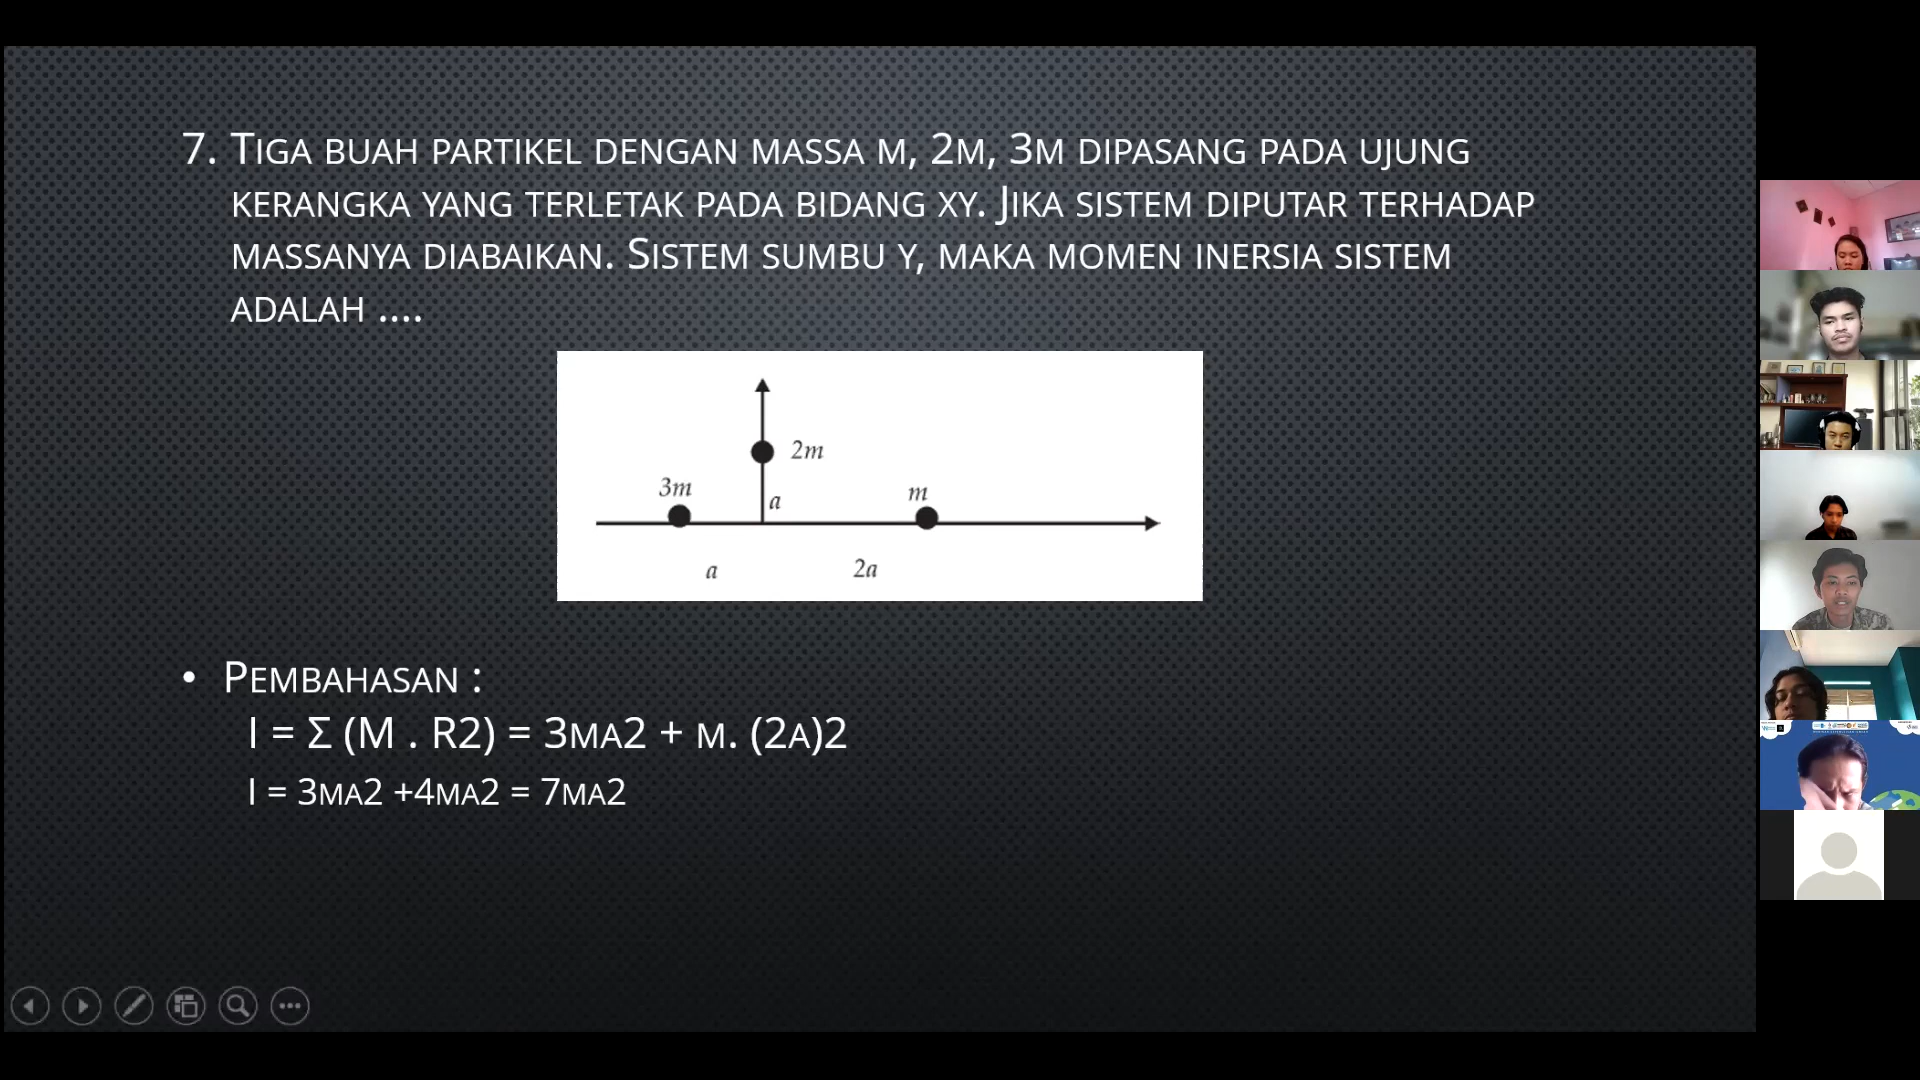 7. Tiga buah partikel dengan massa m, 2m, 3m dipasang pada ujung
kerangka yang terletak pada bidang xy. Jika sistem diputar terhadap
massanya diabaikan. Sistem sumbu y, maka momen inersia sistem
adalah ....
2m
3m
a
m
a
2a
• Pembahasan :
I = Σ (M . R2) = 3ma2 + m. (2a)2
I = 3ma2 +4ma2 = 7ma2